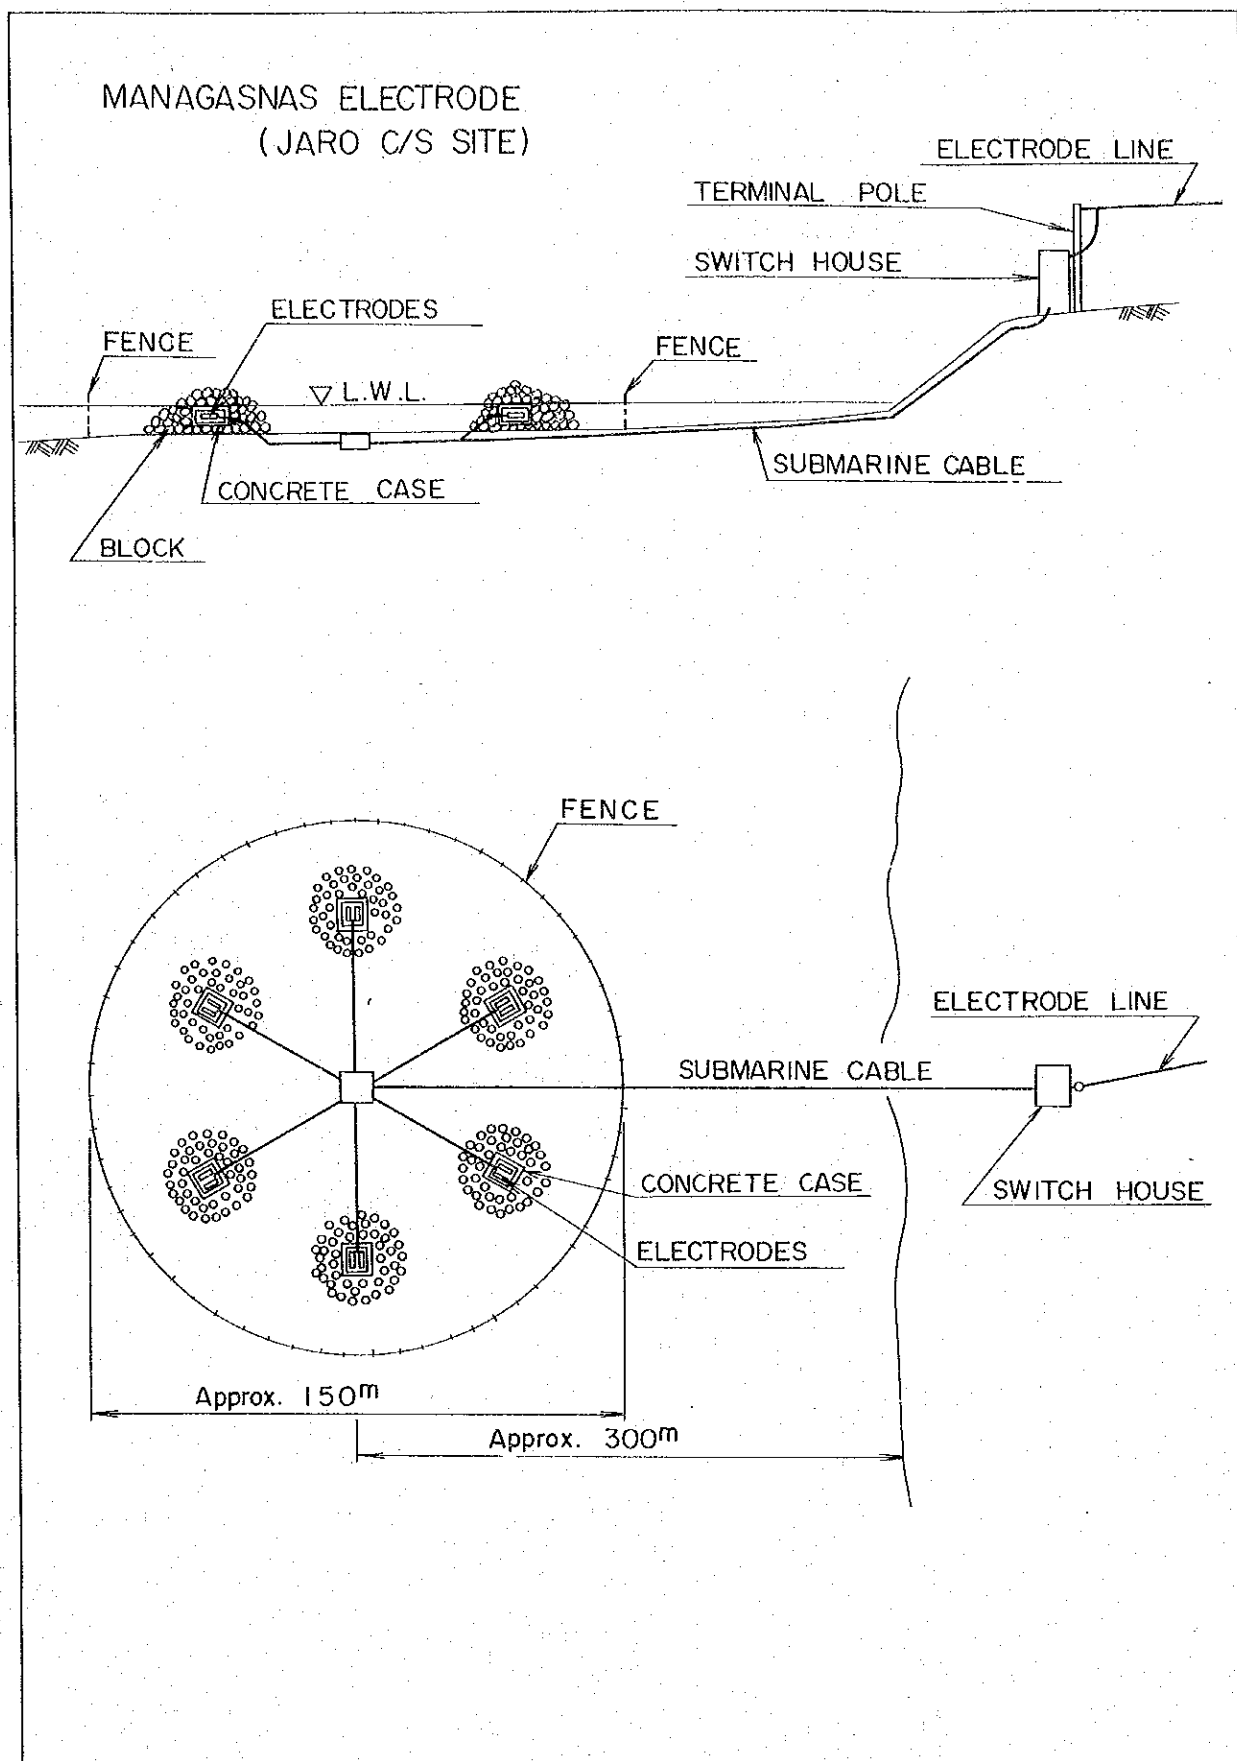 MANAGASNAS ELECTRODE
(JARO C/S SITE)
ELECTRODE LINE
TERMINAL POLE
SWITCH HOUSE
ELECTRODES
FENCE
FENCE
L.W.L.
SUBMARINE CABLE
CONCRETE CASE
BLOCK
FENCE
ELECTRODE LINE
SUBMARINE CABLE
CONCRETE CASE
SWITCH HOUSE
ELECTRODES
Approx. 150m
Approx. 300m